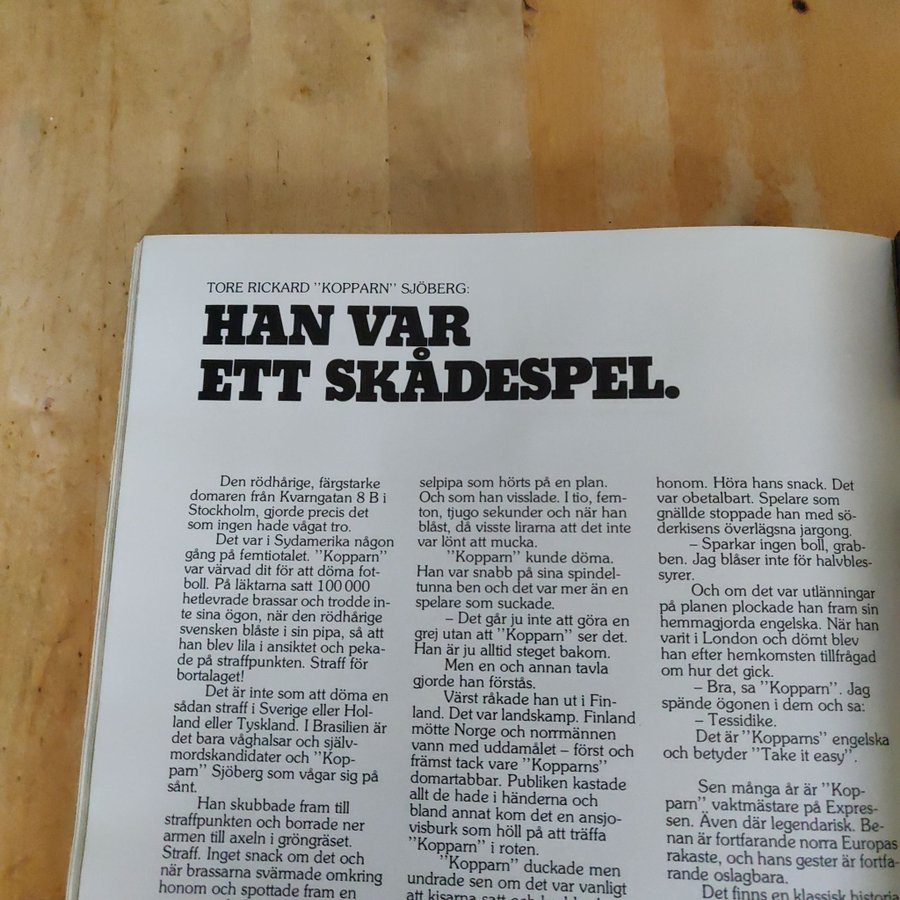 TORE RICKARD ”KOPPARN” SJÖBERG:
HAN VAR
ETT SKÅDESPEL.
Den rödhårige, färgstarke
domaren från Kvarngatan 8 B i
Stockholm, gjorde precis det
som ingen hade vågat tro.
Det var i Sydamerika någon
gång på femtiotalet. ”Kopparn”
var värvad dit för att döma fot-
boll. På läktarna satt 100 000
hetlevrade brassar och trodde in-
te sina ögon, när den rödhårige
svensken blåste i sin pipa, så att
han blev lila i ansiktet och peka-
de på straffpunkten. Straff för
bortalaget!
Det är inte som att döma en
sådan straff i Sverige eller Hol-
land eller Tyskland. I Brasilien är
det bara våghalsar och själv-
mordskandidater och ”Kop-
parn” Sjöberg som vågar sig på
sånt.
Han skubbade fram till
straffpunkten och borrade ner
armen till axeln i gröngräset.
Straff. Inget snack om det och
när brassarna svärmade omkring
honom och spottade fram en
selpipa som hörts på en plan.
Och som han visslade. I tio, fem-
ton, tjugo sekunder och när han
blåst, då visste lirarna att det inte
var lönt att mucka.
”Kopparn” kunde döma.
Han var snabb på sina spindel-
tunna ben och det var mer än en
spelare som suckade.
– Det går ju inte att göra en
grej utan att ”Kopparn” ser det.
Han är ju alltid steget bakom.
Men en och annan tavla
gjorde han förstås.
Värst råkade han ut i Fin-
land. Det var landskamp. Finland
mötte Norge och norrmännen
vann med uddamålet – först och
främst tack vare ”Kopparns”
domartabbar. Publiken kastade
allt de hade i händerna och
bland annat kom det en ansjo-
visburk som höll på att träffa
”Kopparn” i roten.
”Kopparn” duckade men
undrade sen om det var vanligt
att kisarna satt och
honom. Höra hans snack. Det
var obetalbart. Spelare som
gnällde stoppade han med sö-
derkisens överlägsna jargong.
– Sparkar ingen boll, grab-
ben. Jag blåser inte för halvbles-
syrer.
Och om det var utlänningar
på planen plockade han fram sin
hemmagjorda engelska. När han
varit i London och dömt blev
han efter hemkomsten tillfrågad
om hur det gick.
– Bra, sa ”Kopparn”. Jag
spände ögonen i dem och sa:
– Tessidike.
Det är ”Kopparns” engelska
och betyder ”Take it easy”.
Sen många år är ”Kop-
parn” vaktmästare på Expres-
sen. Även där legendarisk. Be-
nan är fortfarande norra Europas
rakaste, och hans gester är fortfa-
rande oslagbara.
Det finns en klassisk historia